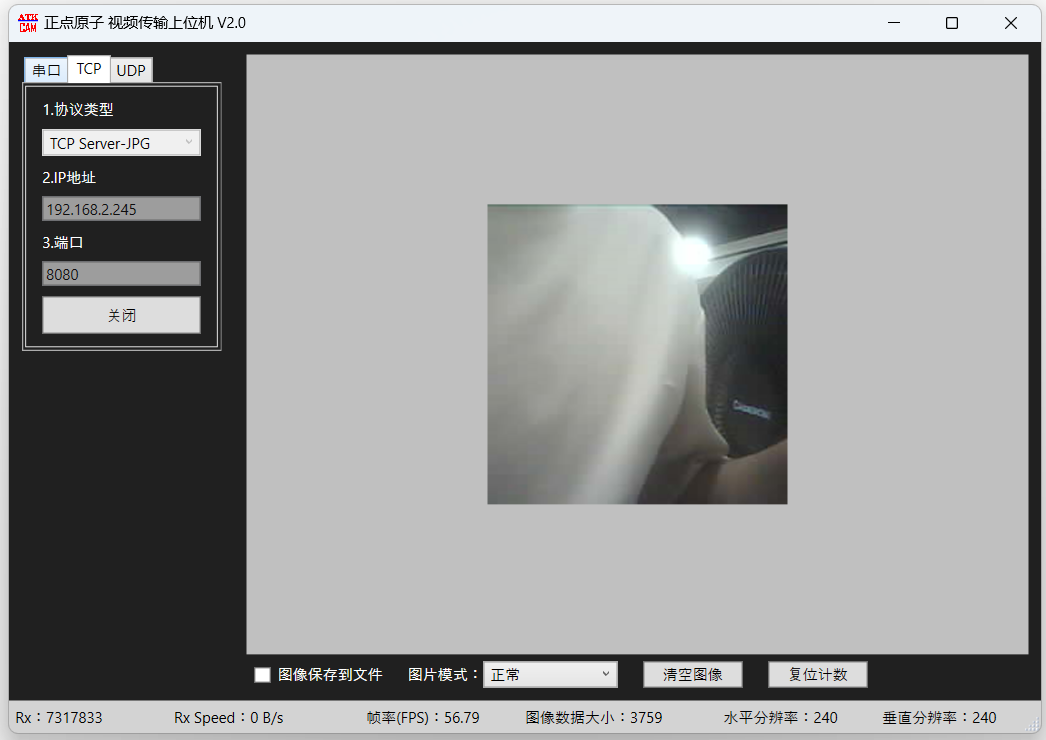 ATK
CAM
正点原子 视频传输上位机 V2.0
串口 TCP UDP
1.协议类型
TCP Server-JPG
2.IP地址
192.168.2.245
3.端口
8080
关闭
图像保存到文件 图片模式： 正常 清空图像 复位计数
Rx：7317833 Rx Speed：0 B/s 帧率(FPS)：56.79 图像数据大小：3759 水平分辨率：240 垂直分辨率：240